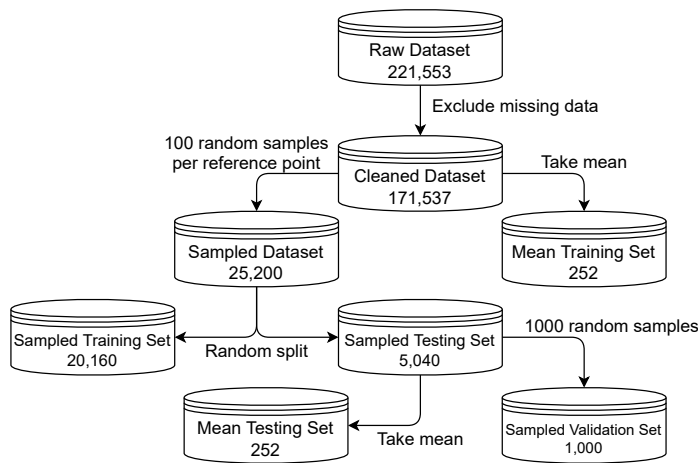 Raw Dataset
221,553
Exclude missing data
100 random samples
per reference point
Cleaned Dataset
171,537
Take mean
Sampled Dataset
25,200
Mean Training Set
252
Sampled Training Set
20,160
Random split
Sampled Testing Set
5,040
1000 random samples
Mean Testing Set
252
Take mean
Sampled Validation Set
1,000